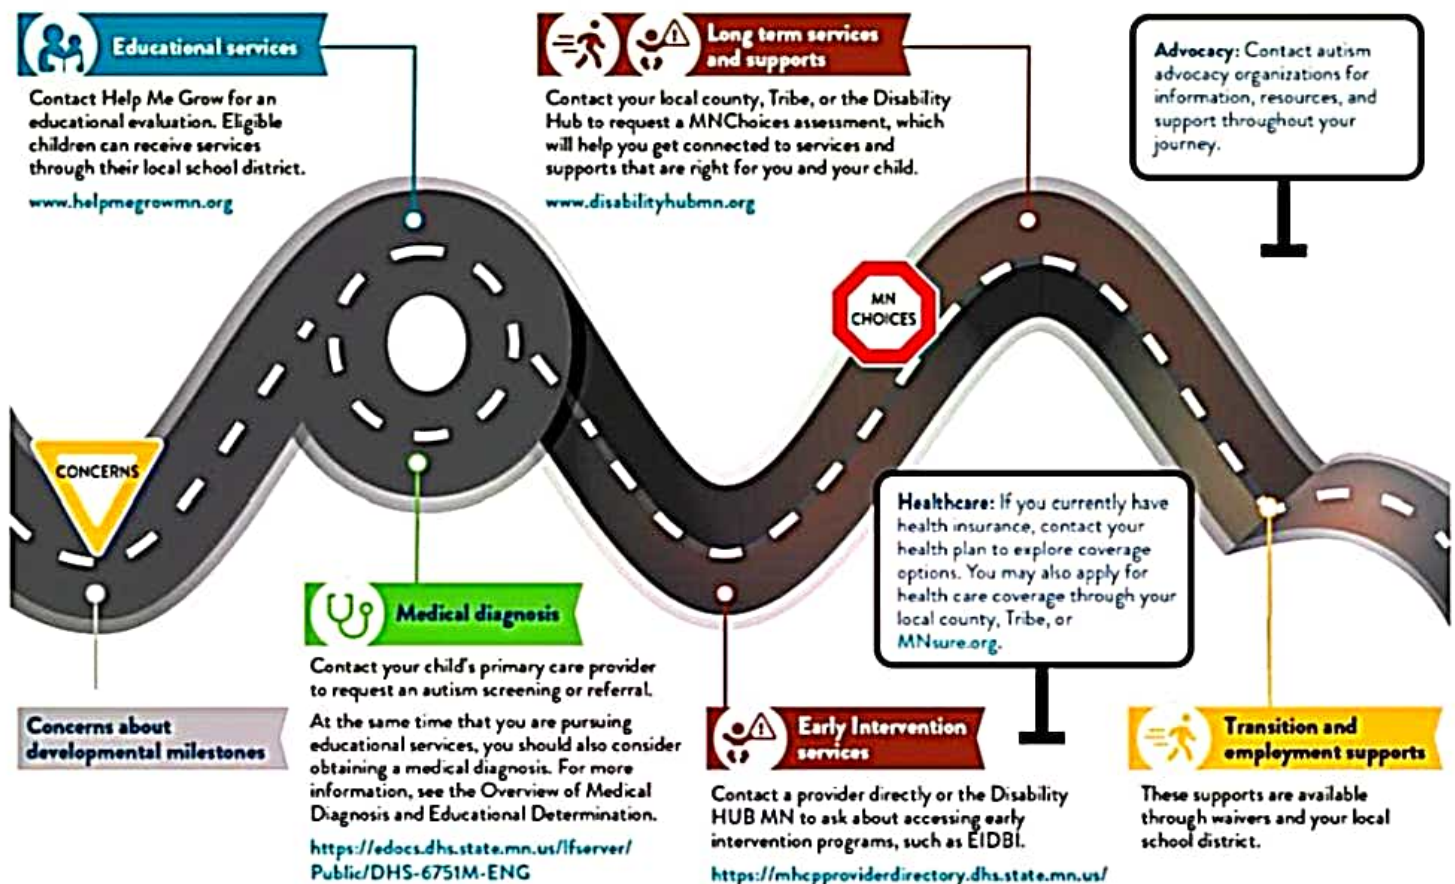 Educational services
Contact Help Me Grow for an
educational evaluation. Eligible
children can receive services
through their local school district.
www.helpmegrowmn.org
Long term services
and supports
Contact your local county, Tribe, or the Disability
Hub to request a MNChoices assessment, which
will help you get connected to services and
supports that are right for you and your child.
www.disabilityhubmn.org
Advocacy: Contact autism
advocacy organizations for
information, resources, and
support throughout your
journey.
MN
CHOICES
CONCERNS
Healthcare: If you currently have
health insurance, contact your
health plan to explore coverage
options. You may also apply for
health care coverage through your
local county, Tribe, or
MNsure.org.
Concerns about
developmental milestones
Medical diagnosis
Contact your child's primary care provider
to request an autism screening or referral.
At the same time that you are pursuing
educational services, you should also consider
obtaining a medical diagnosis. For more
information, see the Overview of Medical
Diagnosis and Educational Determination.
https://edocs.dhs.state.mn.us/lfserver/
Public/DHS-6751M-ENG
Early Intervention
services
Contact a provider directly or the Disability
HUB MN to ask about accessing early
intervention programs, such as EIDBI.
https://mhcpproviderdirectory.dhs.state.mn.us/
Transition and
employment supports
These supports are available
through waivers and your local
school district.